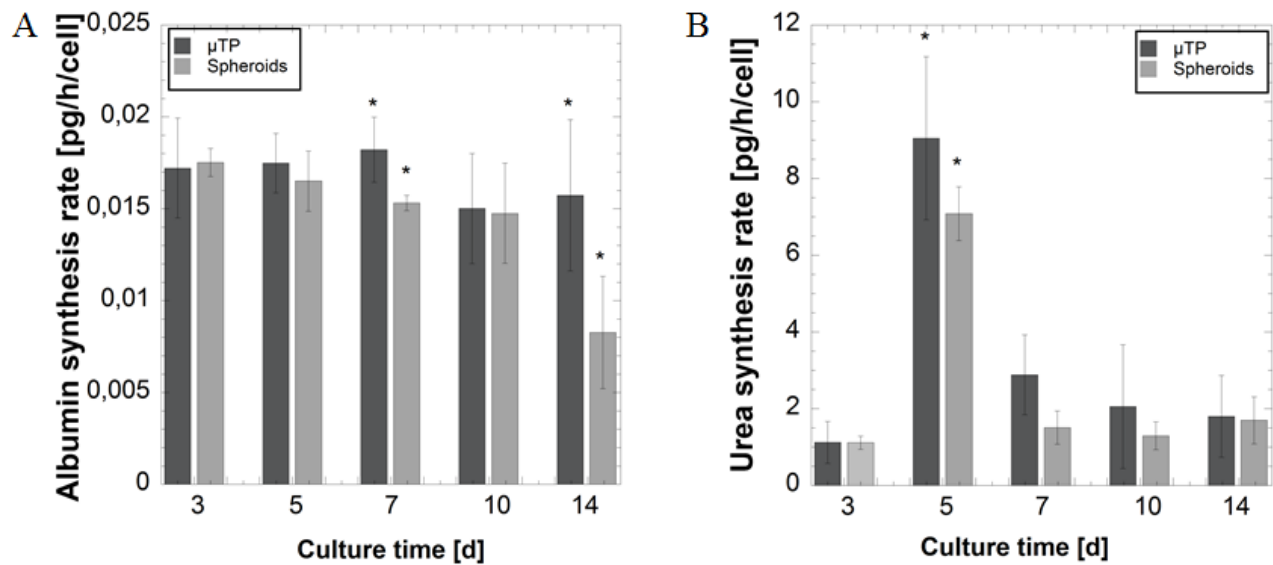 A
Albumin synthesis rate [pg/h/cell]
0,025
0,02
0,015
0,01
0,005
0
µTP
Spheroids
*
*
*
*
3 5 7 10 14
Culture time [d]
B
Urea synthesis rate [pg/h/cell]
12
10
8
6
4
2
0
µTP
Spheroids
*
*
3 5 7 10 14
Culture time [d]